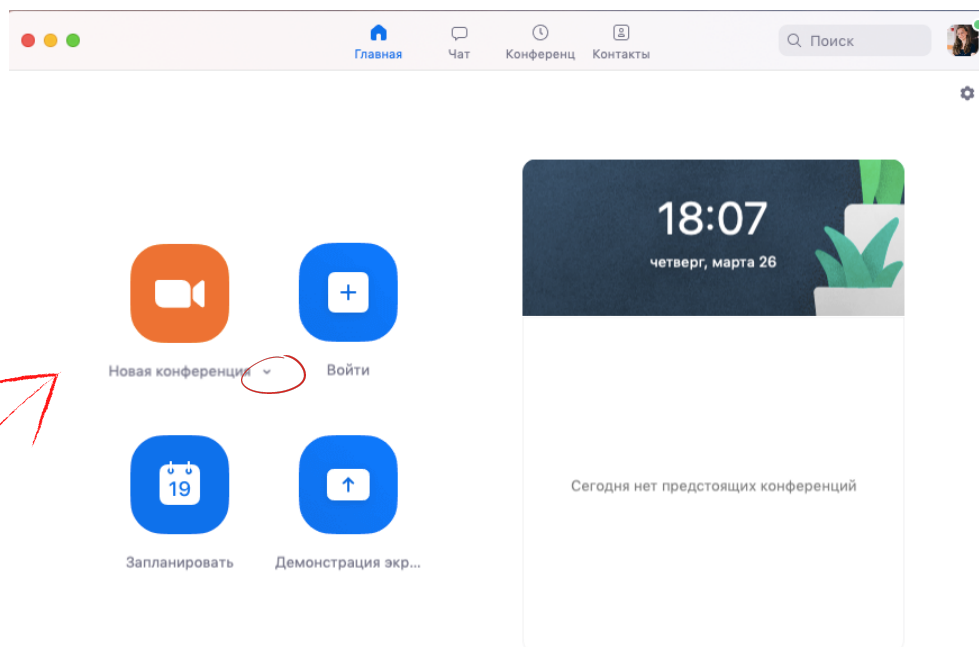 Главная
Чат
Конференц
Контакты
Поиск
18:07
четверг, марта 26
Новая конференция
Войти
19
Запланировать
Демонстрация экр...
Сегодня нет предстоящих конференций